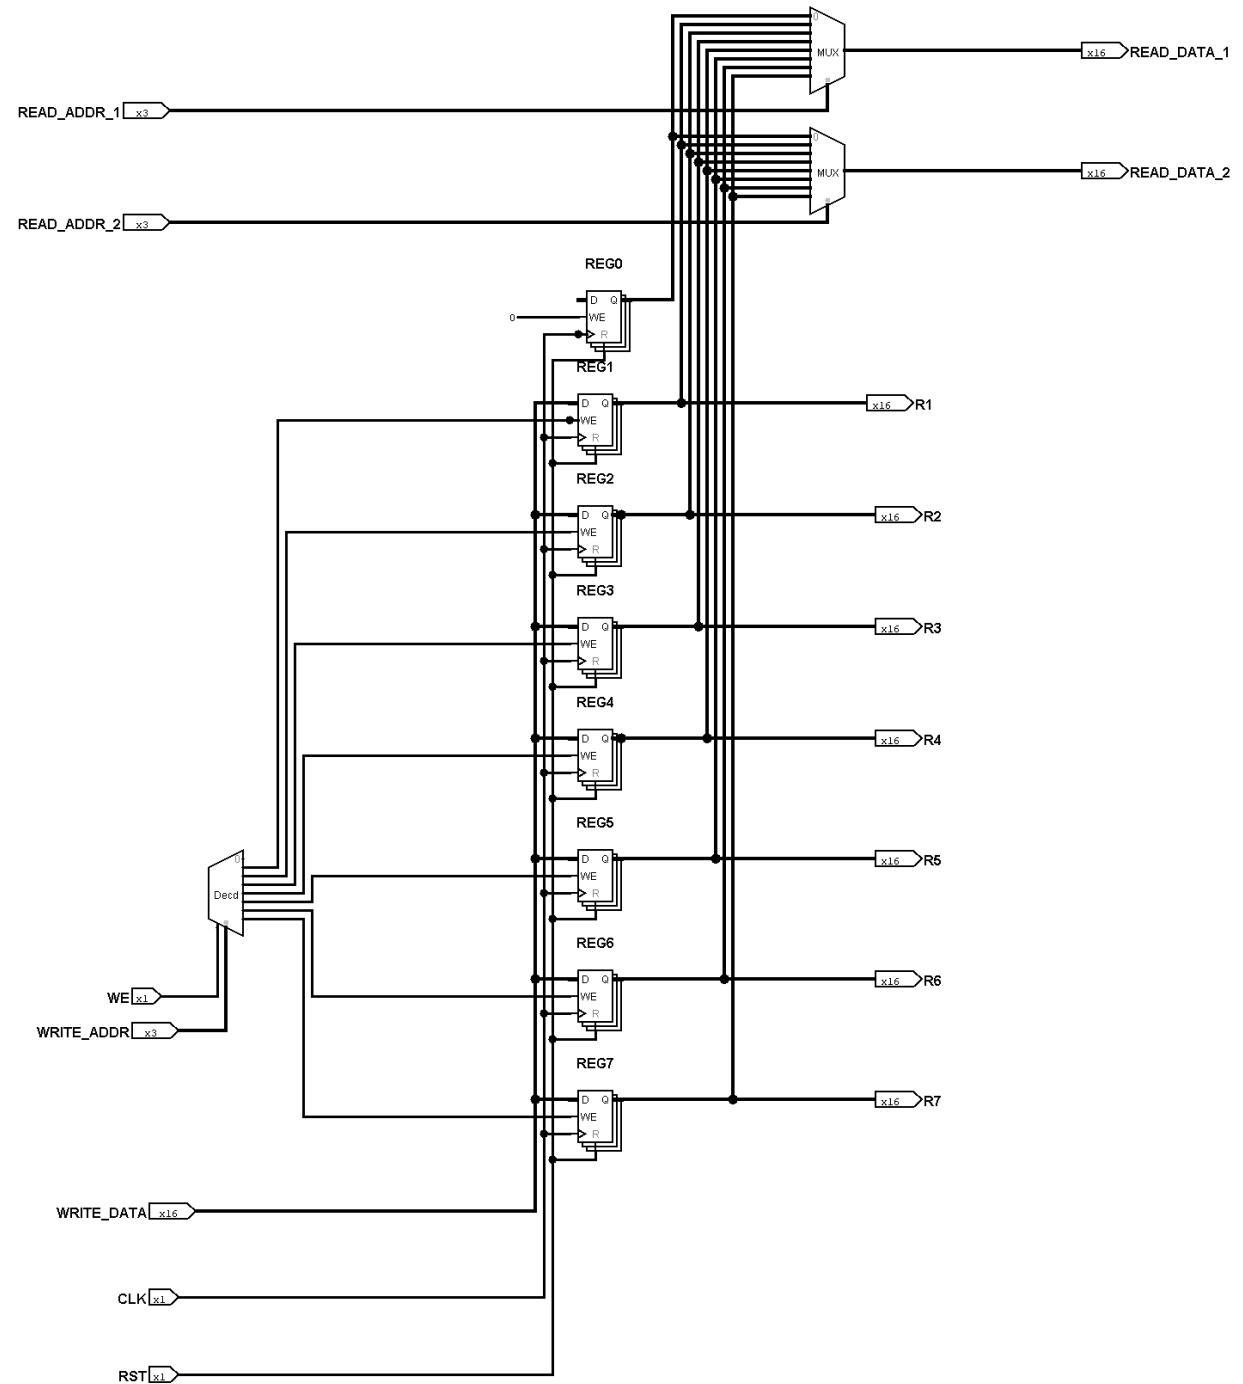 0
MUX
x16 READ_DATA_1
READ_ADDR_1 x3
0
MUX
x16 READ_DATA_2
READ_ADDR_2 x3
REG0
D Q
0 WE
R
REG1
D Q
x16 R1
WE
R
REG2
D Q
x16 R2
WE
R
REG3
D Q
x16 R3
WE
R
REG4
D Q
x16 R4
WE
R
REG5
D Q
x16 R5
0
WE
Decd
R
REG6
D Q
x16 R6
WE x1
WE
R
WRITE_ADDR x3
REG7
D Q
x16 R7
WE
R
WRITE_DATA x16
CLK x1
RST x1